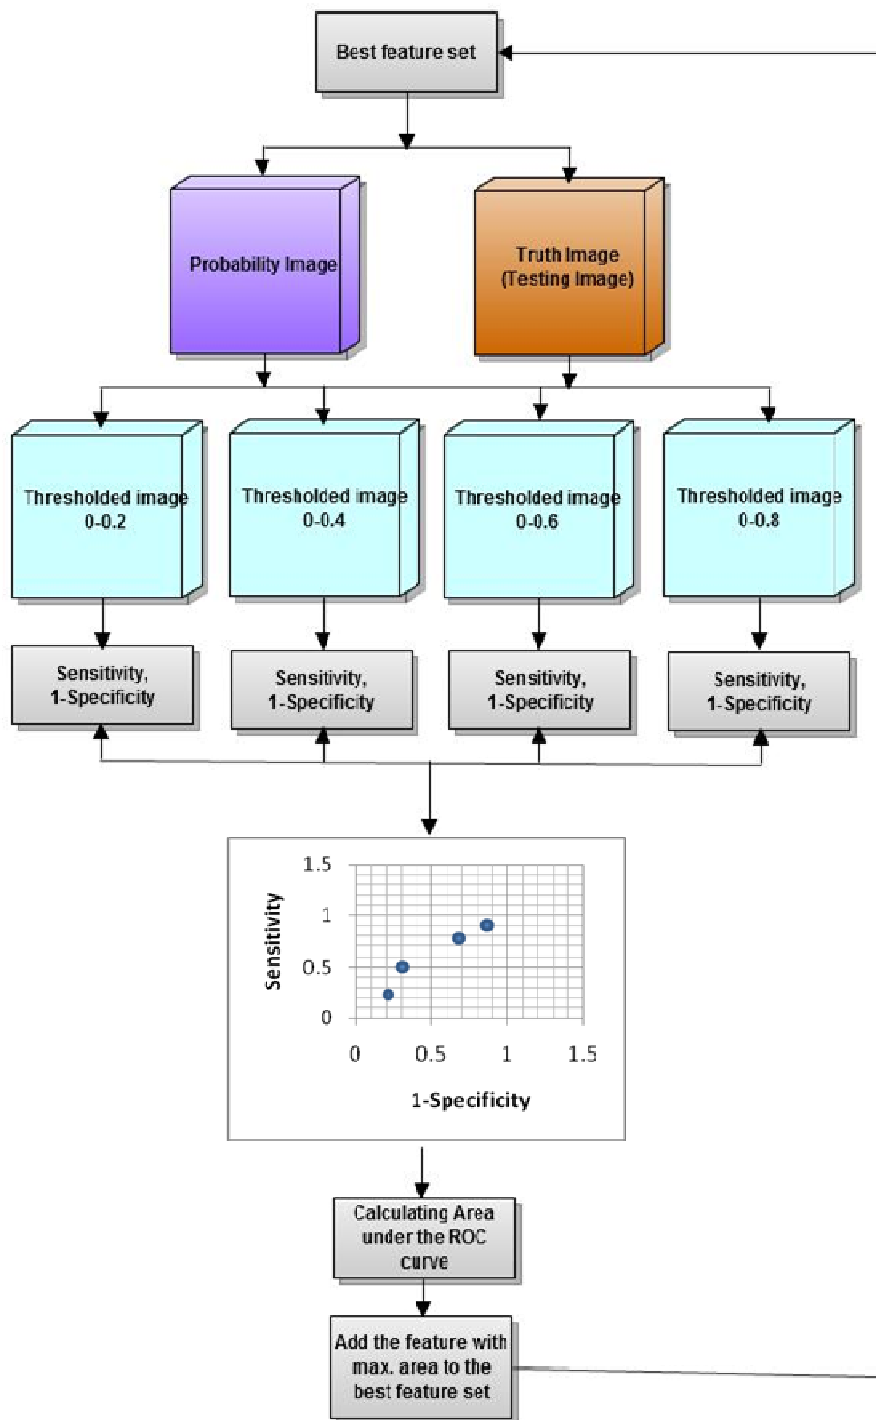 Best feature set
Probability Image
Truth Image
(Testing Image)
Thresholded image
0-0.2
Thresholded image
0-0.4
Thresholded image
0-0.6
Thresholded image
0-0.8
Sensitivity,
1-Specificity
Sensitivity,
1-Specificity
Sensitivity,
1-Specificity
Sensitivity,
1-Specificity
Sensitivity
1.5
1
0.5
0
0 0.5 1 1.5
1-Specificity
Calculating Area
under the ROC
curve
Add the feature with
max. area to the
best feature set